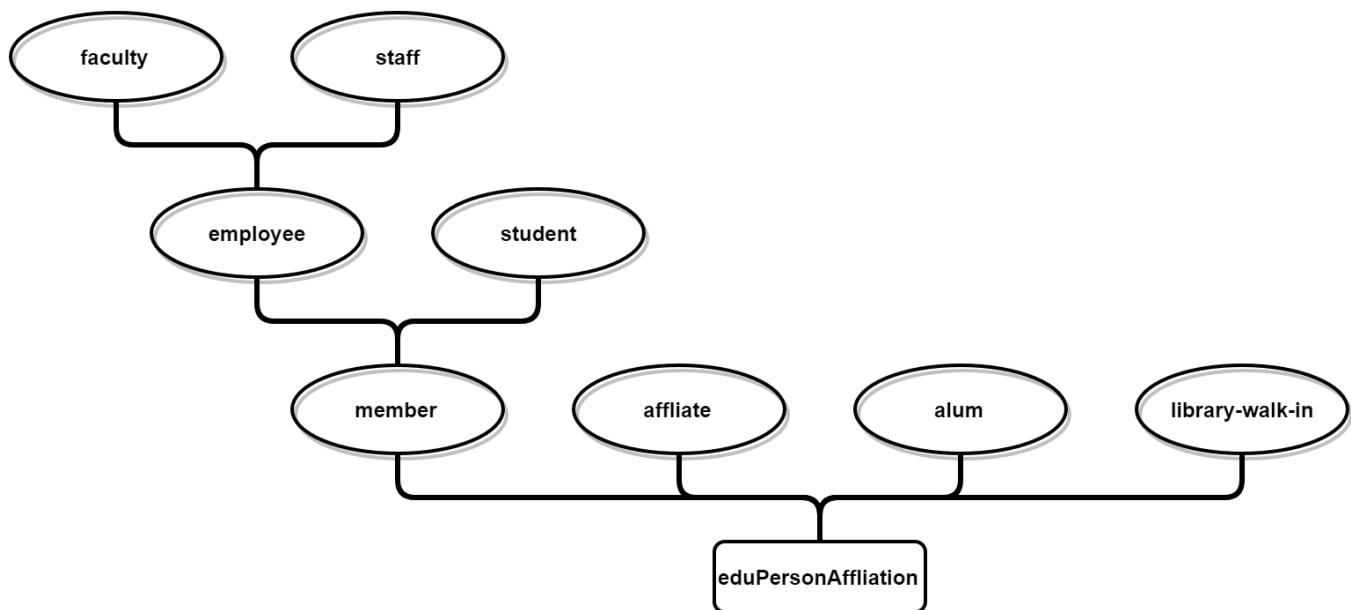 faculty
staff
employee
student
member
affliate
alum
library-walk-in
eduPersonAffliation